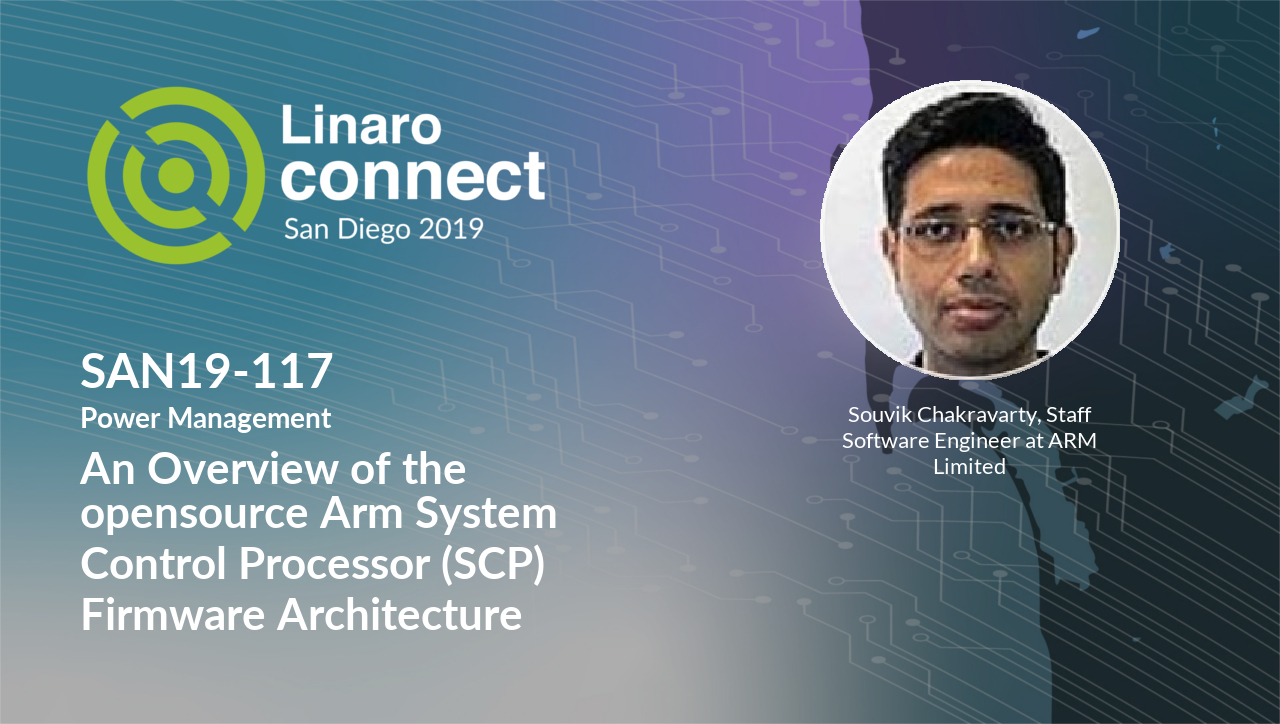 Linaro
connect
San Diego 2019
SAN19-117
Power Management
An Overview of the
opensource Arm System
Control Processor (SCP)
Firmware Architecture
Souvik Chakravarty, Staff
Software Engineer at ARM
Limited